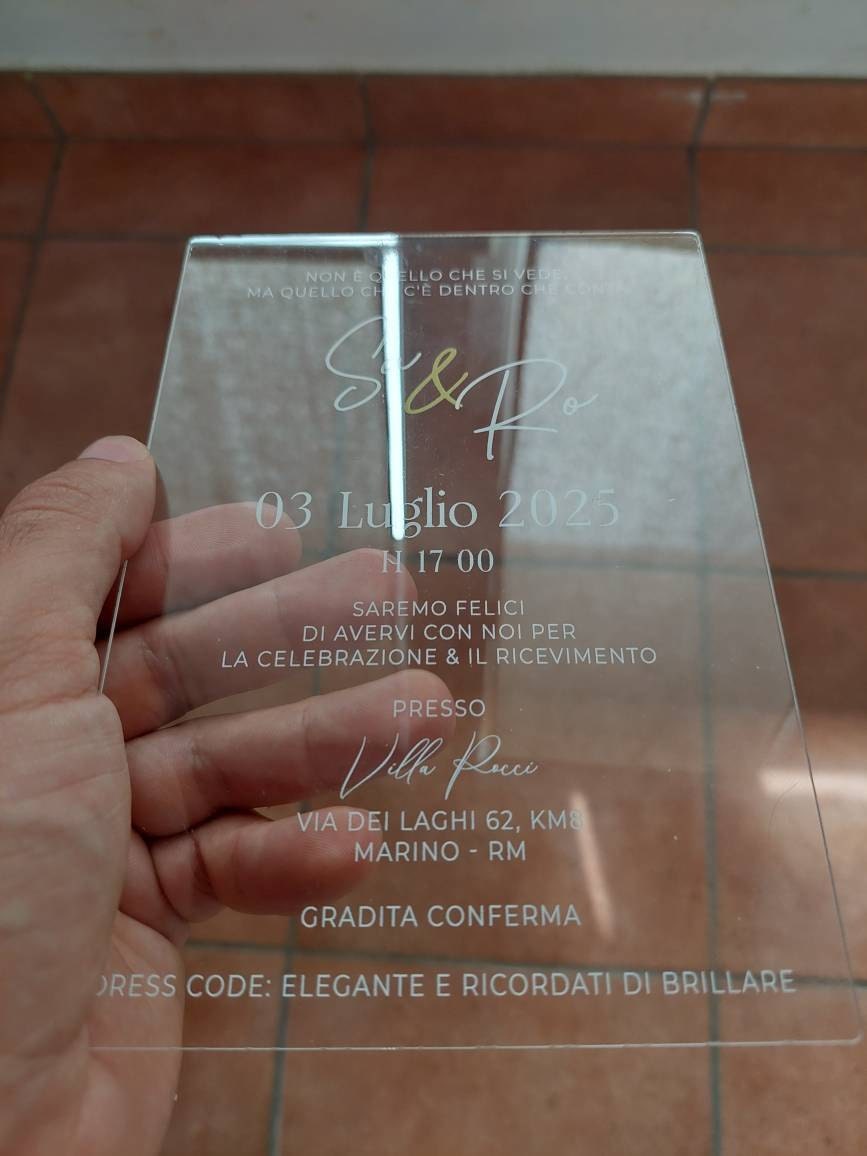 NON È QUELLO CHE SI VEDE,
MA QUELLO CHE C'È DENTRO CHE CONTA
Sa & Ro
03 Luglio 2025
H 17 00
SAREMO FELICI
DI AVERVI CON NOI PER
LA CELEBRAZIONE & IL RICEVIMENTO
PRESSO
Villa Rocci
VIA DEI LAGHI 62, KM8
MARINO - RM
GRADITA CONFERMA
DRESS CODE: ELEGANTE E RICORDATI DI BRILLARE